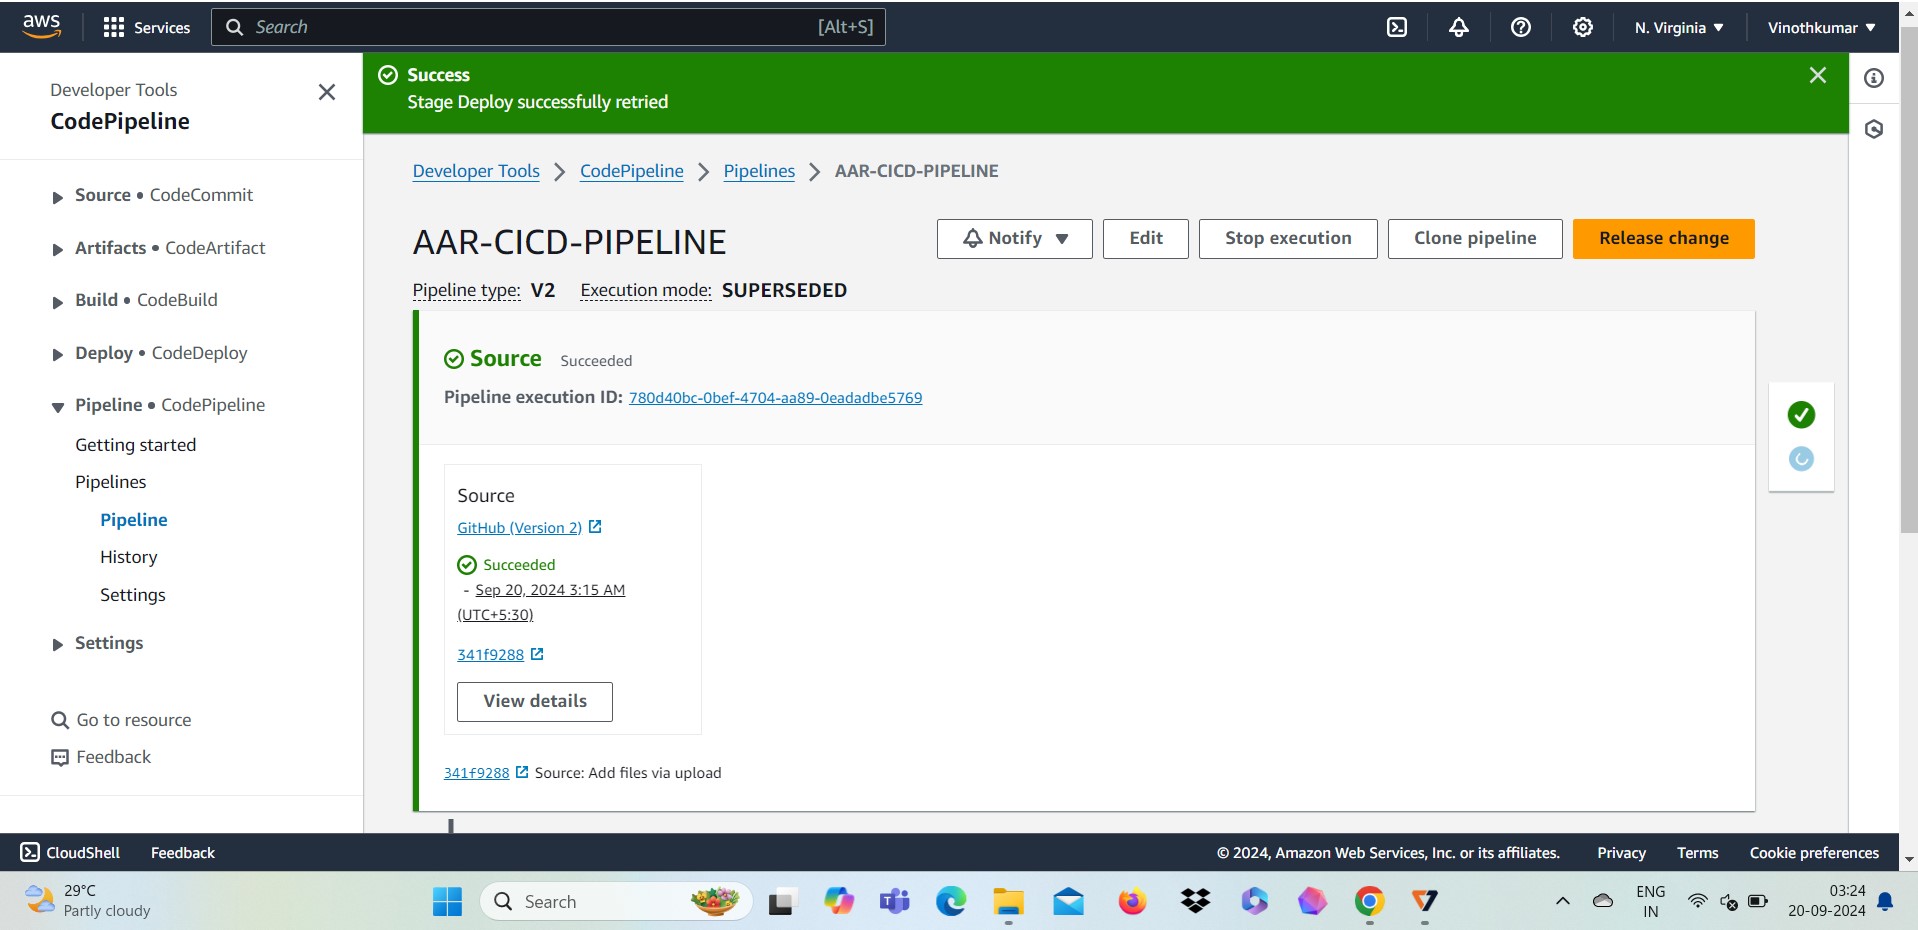 aws
Services
Search
[Alt+S]
N. Virginia
Vinothkumar
Developer Tools
CodePipeline
Source • CodeCommit
Artifacts • CodeArtifact
Build • CodeBuild
Deploy • CodeDeploy
Pipeline • CodePipeline
Getting started
Pipelines
Pipeline
History
Settings
Settings
Go to resource
Feedback
Success
Stage Deploy successfully retried
Developer Tools > CodePipeline > Pipelines > AAR-CICD-PIPELINE
AAR-CICD-PIPELINE
Notify
Edit
Stop execution
Clone pipeline
Release change
Pipeline type: V2 Execution mode: SUPERSEDED
Source Succeeded
Pipeline execution ID: 780d40bc-0bef-4704-aa89-0eadadbe5769
Source
GitHub (Version 2)
Succeeded
- Sep 20, 2024 3:15 AM
(UTC+5:30)
341f9288
View details
341f9288 Source: Add files via upload
CloudShell
Feedback
© 2024, Amazon Web Services, Inc. or its affiliates.
Privacy
Terms
Cookie preferences
29°C
Partly cloudy
Search
ENG
IN
03:24
20-09-2024